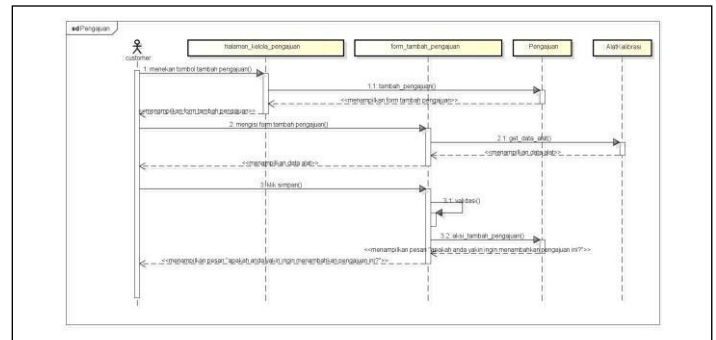 sd Pengajuan
customer
halaman_kelola_pengajuan
form_tambah_pengajuan
Pengajuan
AlatKalibrasi
1: menekan tombol tambah pengajuan()
1.1: tambah_pengajuan()
<<menampilkan form tambah pengajuan>>
<<menampilkan form tambah pengajuan>>
2: mengisi form tambah pengajuan()
2.1: get_data_alat()
<<menampilkan data alat>>
<<menampilkan data alat>>
3: klik simpan()
3.1: validasi()
3.2: aksi_tambah_pengajuan()
<<menampilkan pesan "apakah anda yakin ingin menambahkan pengajuan ini?">>
<<menampilkan pesan "apakah anda yakin ingin menambahkan pengajuan ini?">>